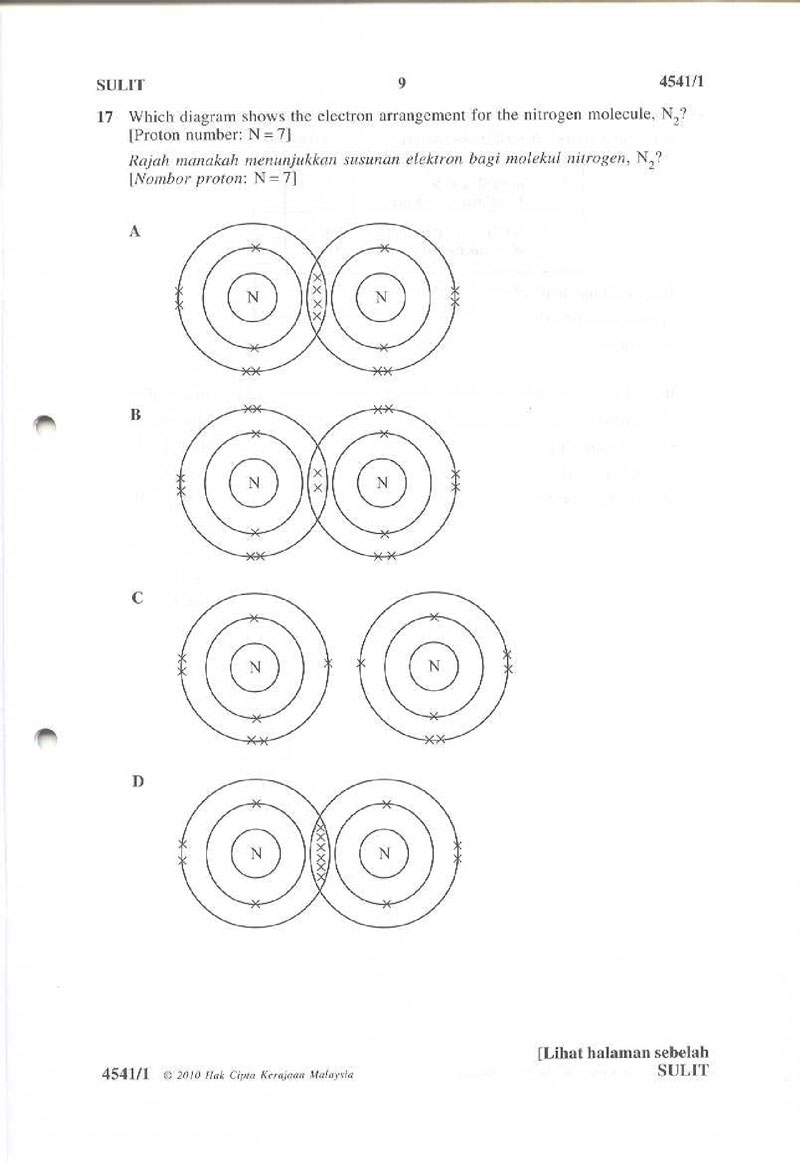 SULIT 9 4541/1
17 Which diagram shows the electron arrangement for the nitrogen molecule, N₂?
[Proton number: N = 7]
Rajah manakah menunjukkan susunan elektron bagi molekul nitrogen, N₂?
[Nombor proton: N = 7]
A
N N
B
N N
C
N N
D
N N
[Lihat halaman sebelah
4541/1 © 2010 Hak Cipta Kerajaan Malaysia SULIT